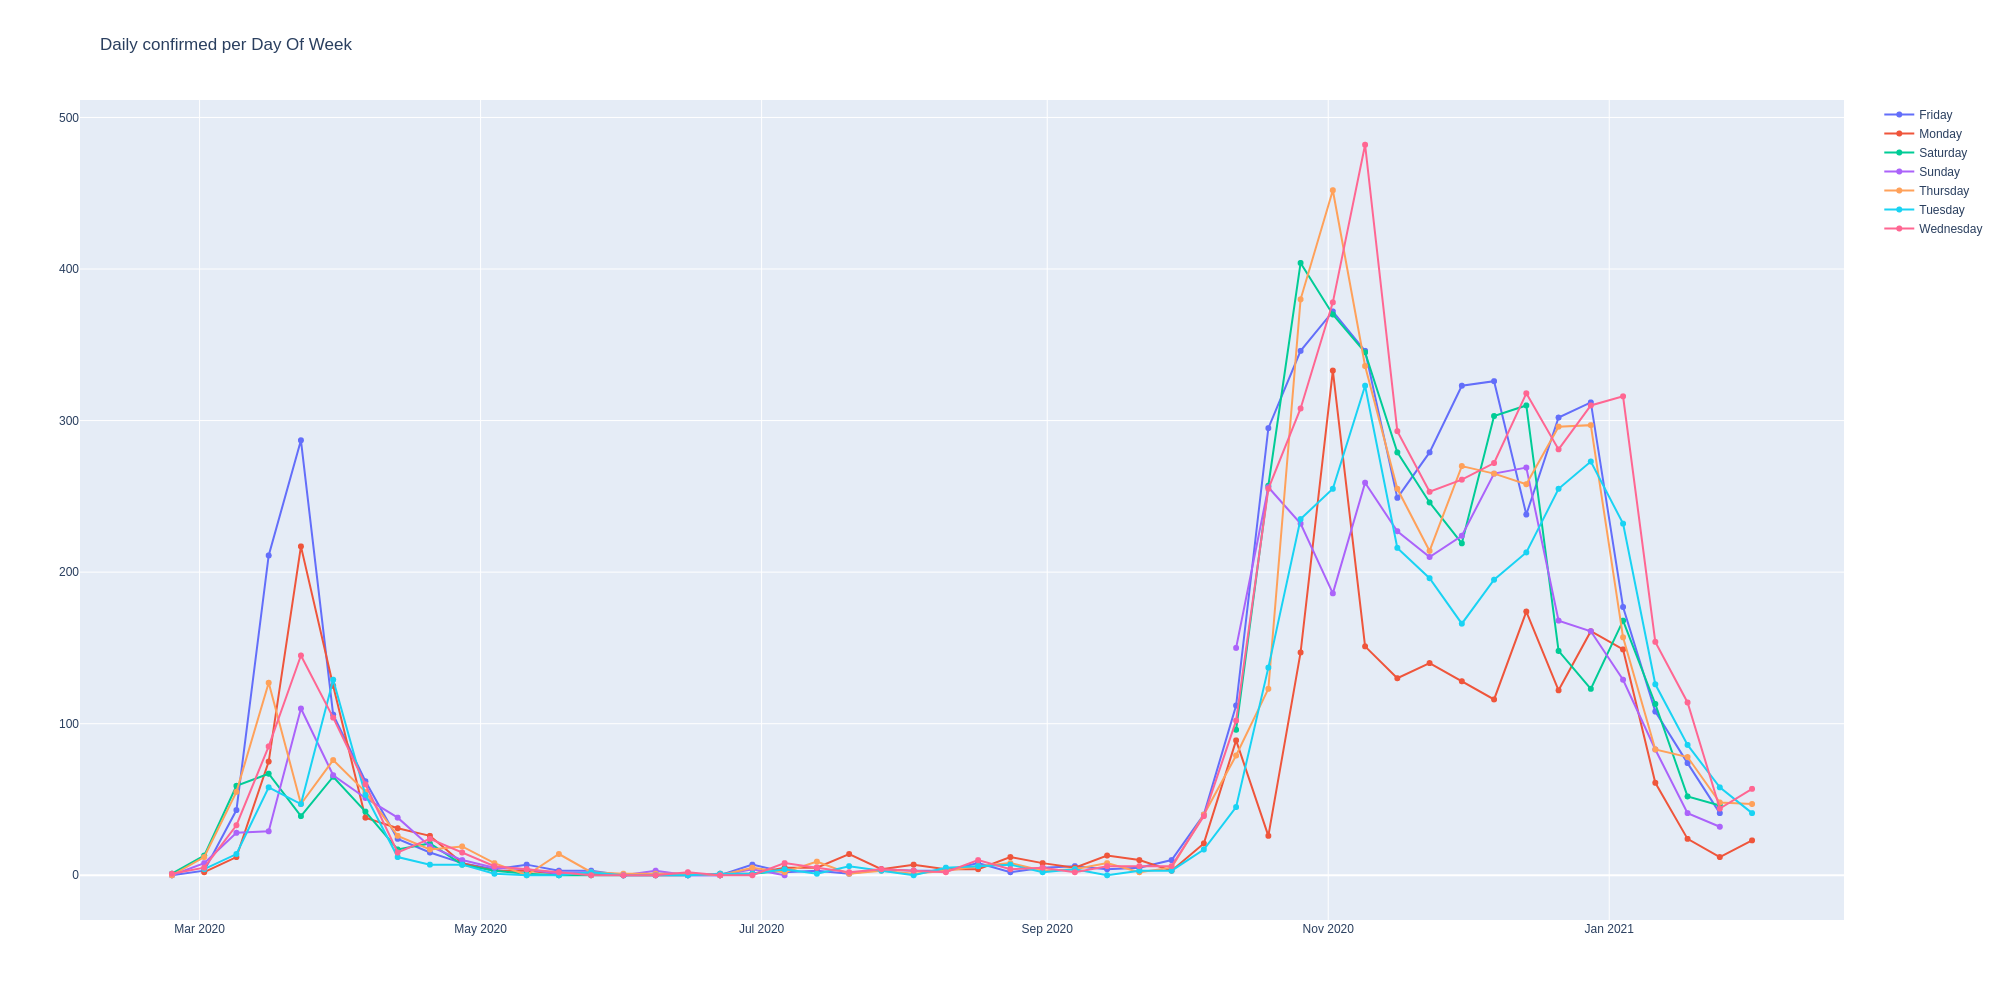 Daily confirmed per Day Of Week
500
400
300
200
100
0
Mar 2020
May 2020
Jul 2020
Sep 2020
Nov 2020
Jan 2021
Friday
Monday
Saturday
Sunday
Thursday
Tuesday
Wednesday